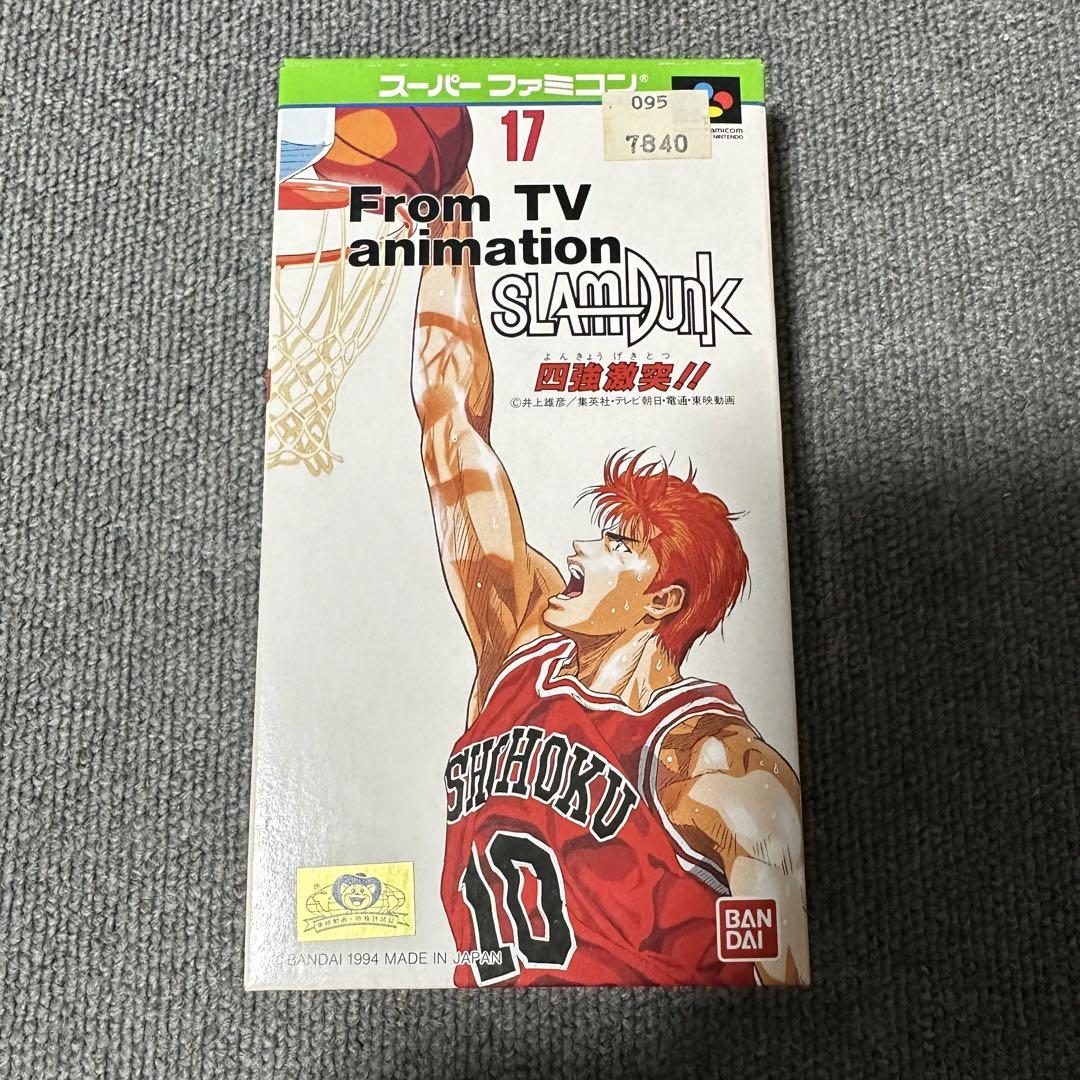 スーパーファミコン®
095
7840
17
From TV
animation
SLAM DUNK
よんきょうげきとつ
四強激突!!
©井上雄彦／集英社・テレビ朝日・電通・東映動画
SHOHOKU
10
BANDAI 1994 MADE IN JAPAN
BAN
DAI